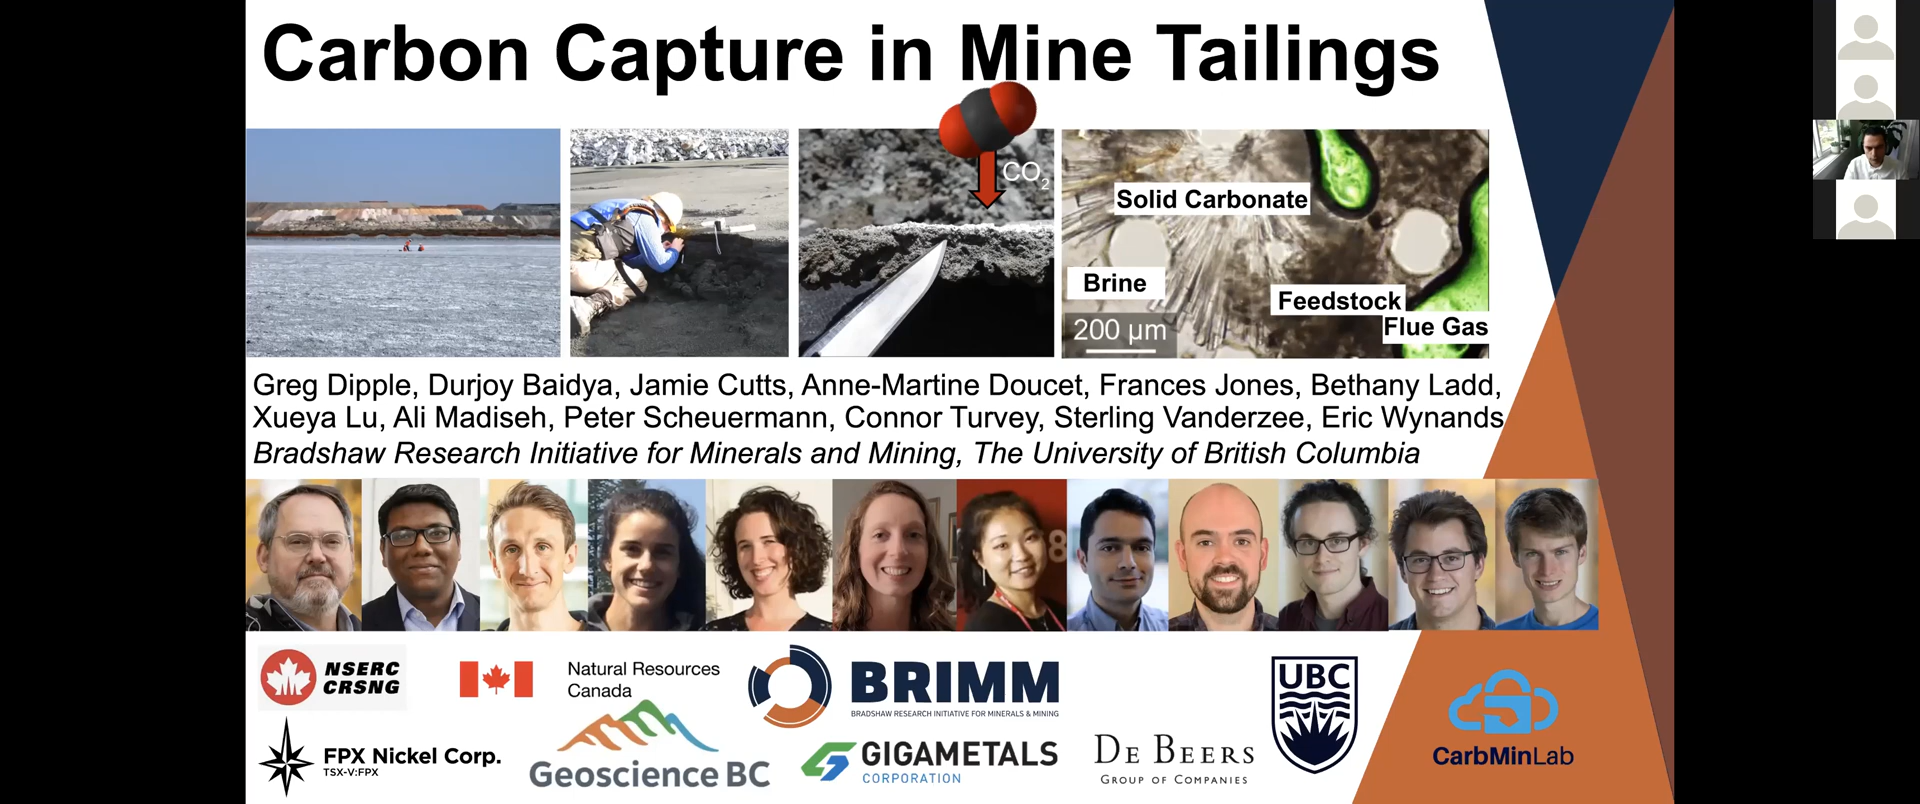 Carbon Capture in Mine Tailings
CO2
Solid Carbonate
Brine
Feedstock
Flue Gas
200 µm
Greg Dipple, Durjoy Baidya, Jamie Cutts, Anne-Martine Doucet, Frances Jones, Bethany Ladd,
Xueya Lu, Ali Madiseh, Peter Scheuermann, Connor Turvey, Sterling Vanderzee, Eric Wynands
Bradshaw Research Initiative for Minerals and Mining, The University of British Columbia
8
NSERC
CRSNG
Natural Resources
Canada
BRIMM
BRADSHAW RESEARCH INITIATIVE FOR MINERALS & MINING
UBC
CarbMinLab
FPX Nickel Corp.
TSX-V:FPX
Geoscience BC
GIGAMETALS
CORPORATION
DE BEERS
GROUP OF COMPANIES